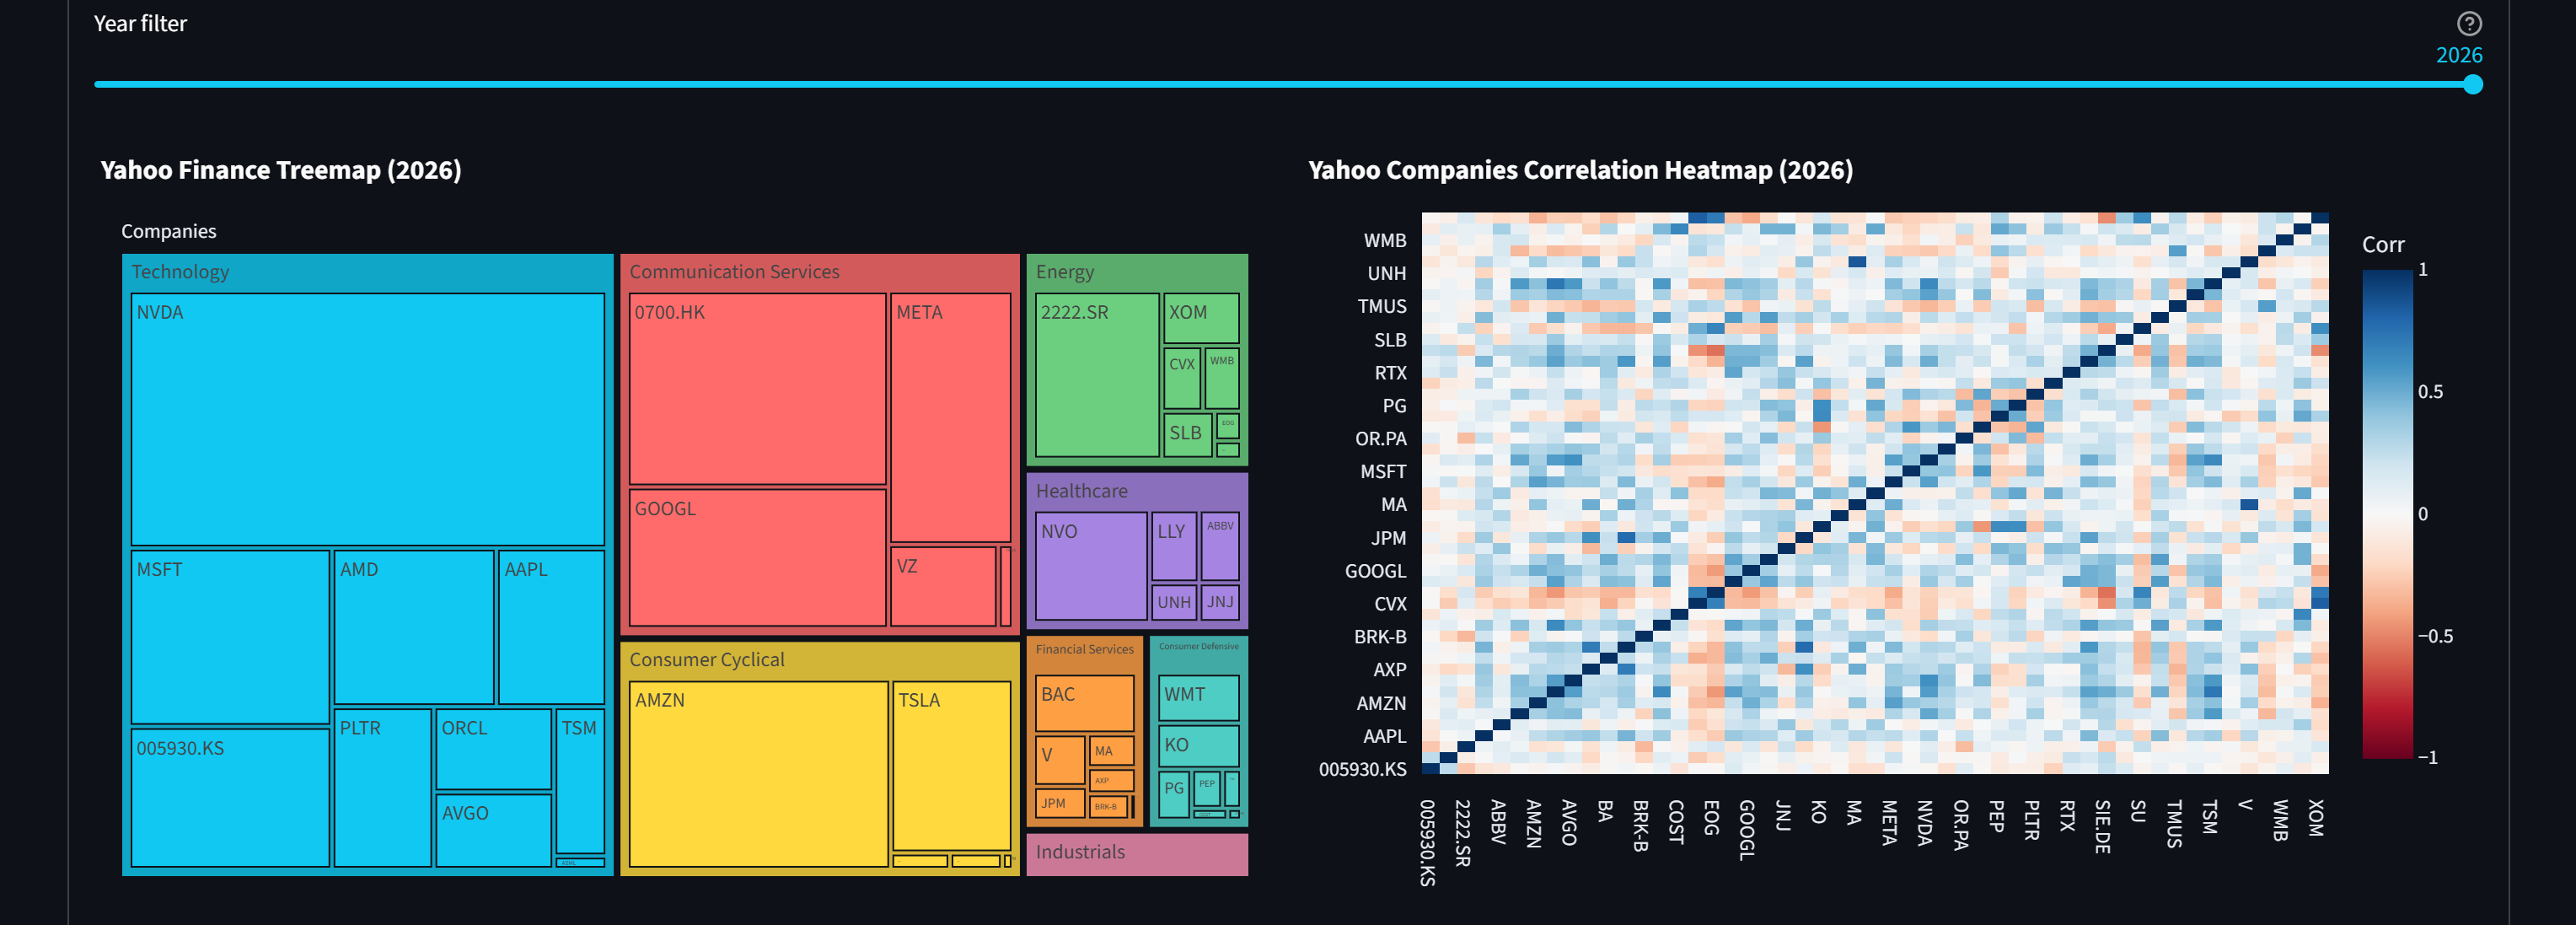 Year filter
2026
Yahoo Finance Treemap (2026)
Companies
Technology
NVDA
MSFT
AMD
AAPL
005930.KS
PLTR
ORCL
TSM
AVGO
ASML
Communication Services
0700.HK
META
GOOGL
VZ
Consumer Cyclical
AMZN
TSLA
Energy
2222.SR
XOM
CVX
WMB
SLB
EOG
Healthcare
NVO
LLY
ABBV
UNH
JNJ
Financial Services
BAC
V
MA
AXP
JPM
BRK-B
Consumer Defensive
WMT
KO
PG
PEP
Industrials
Yahoo Companies Correlation Heatmap (2026)
WMB
UNH
TMUS
SLB
RTX
PG
OR.PA
MSFT
MA
JPM
GOOGL
CVX
BRK-B
AXP
AMZN
AAPL
005930.KS
005930.KS
2222.SR
ABBV
AMZN
AVGO
BA
BRK-B
COST
EOG
GOOGL
JNJ
KO
MA
META
NVDA
OR.PA
PEP
PLTR
RTX
SIE.DE
SU
TMUS
TSM
V
WMB
XOM
Corr
1
0.5
0
−0.5
−1